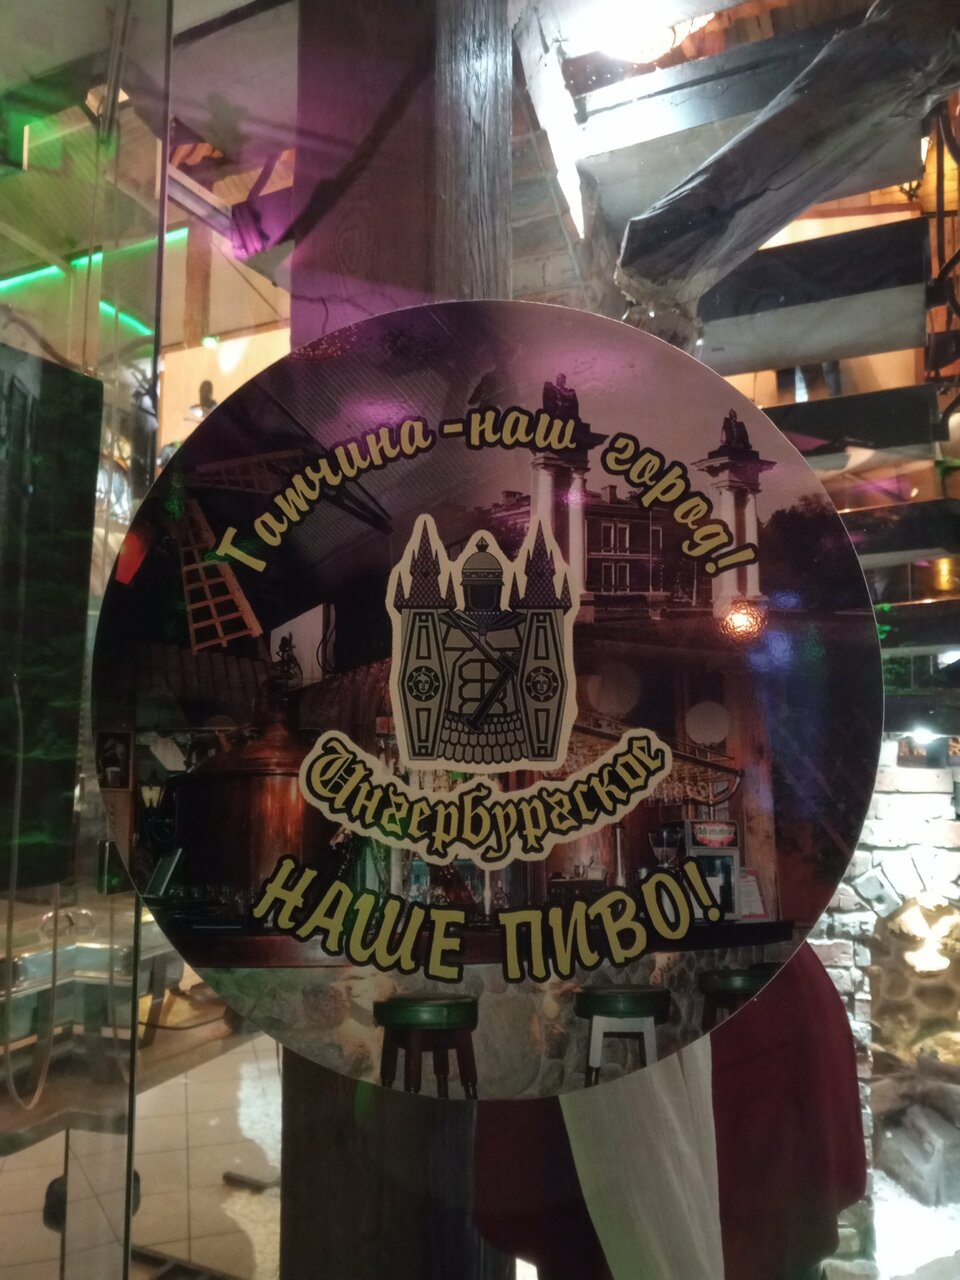 Гатчина - наш город!
Ингербургское
НАШЕ ПИВО!